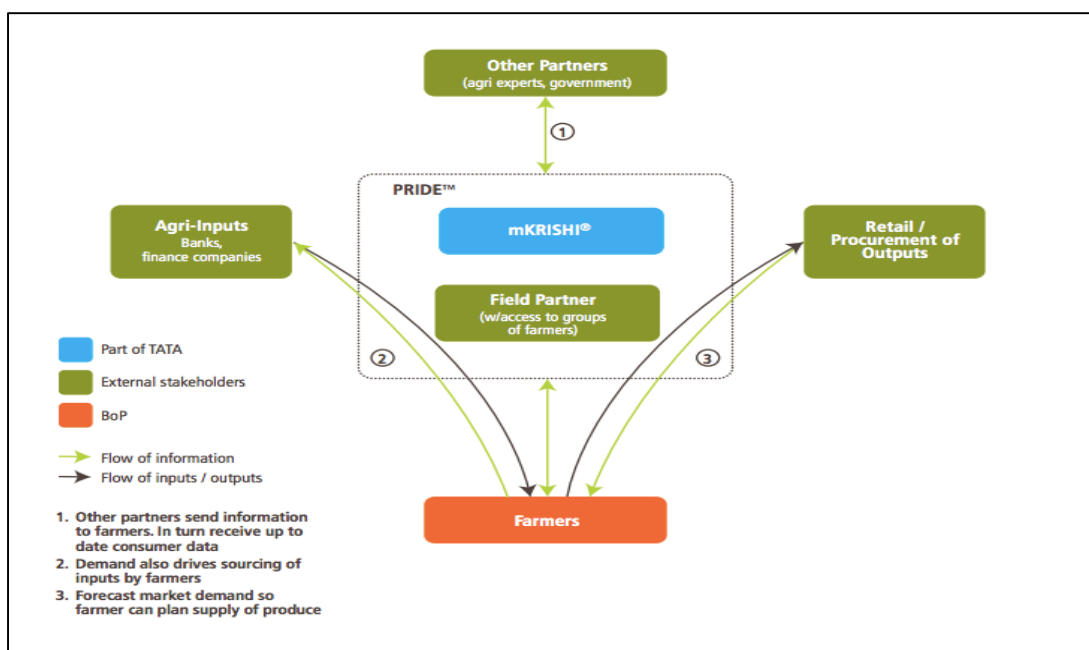 Other Partners
(agri experts, government)
1
PRIDE™
mKRISHI®
Agri-Inputs
Banks,
finance companies
Retail /
Procurement of
Outputs
Field Partner
(w/access to groups
of farmers)
2
3
Part of TATA
External stakeholders
BoP
Flow of information
Flow of inputs / outputs
Farmers
1. Other partners send information
to farmers. In turn receive up to
date consumer data
2. Demand also drives sourcing of
inputs by farmers
3. Forecast market demand so
farmer can plan supply of produce